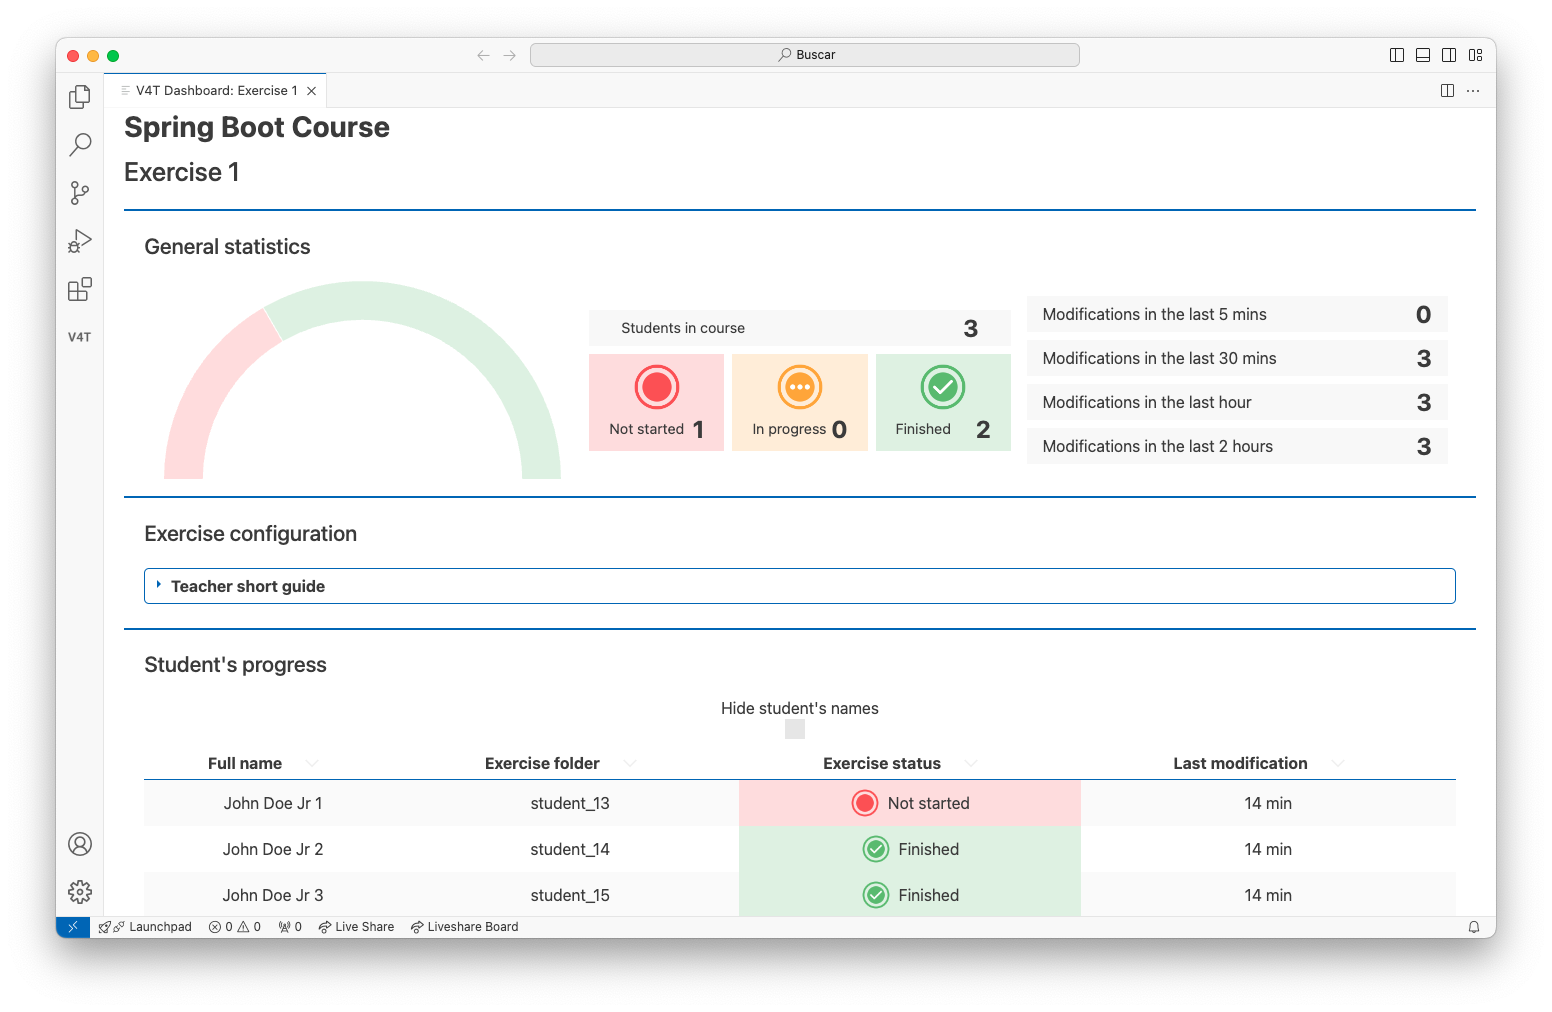 Buscar
V4T Dashboard: Exercise 1
Spring Boot Course
Exercise 1
V4T
General statistics
Students in course 3
Not started 1
In progress 0
Finished 2
Modifications in the last 5 mins 0
Modifications in the last 30 mins 3
Modifications in the last hour 3
Modifications in the last 2 hours 3
Exercise configuration
Teacher short guide
Student's progress
Hide student's names
Full name Exercise folder Exercise status Last modification
John Doe Jr 1 student_13 Not started 14 min
John Doe Jr 2 student_14 Finished 14 min
John Doe Jr 3 student_15 Finished 14 min
Launchpad 0 0 0 Live Share Liveshare Board